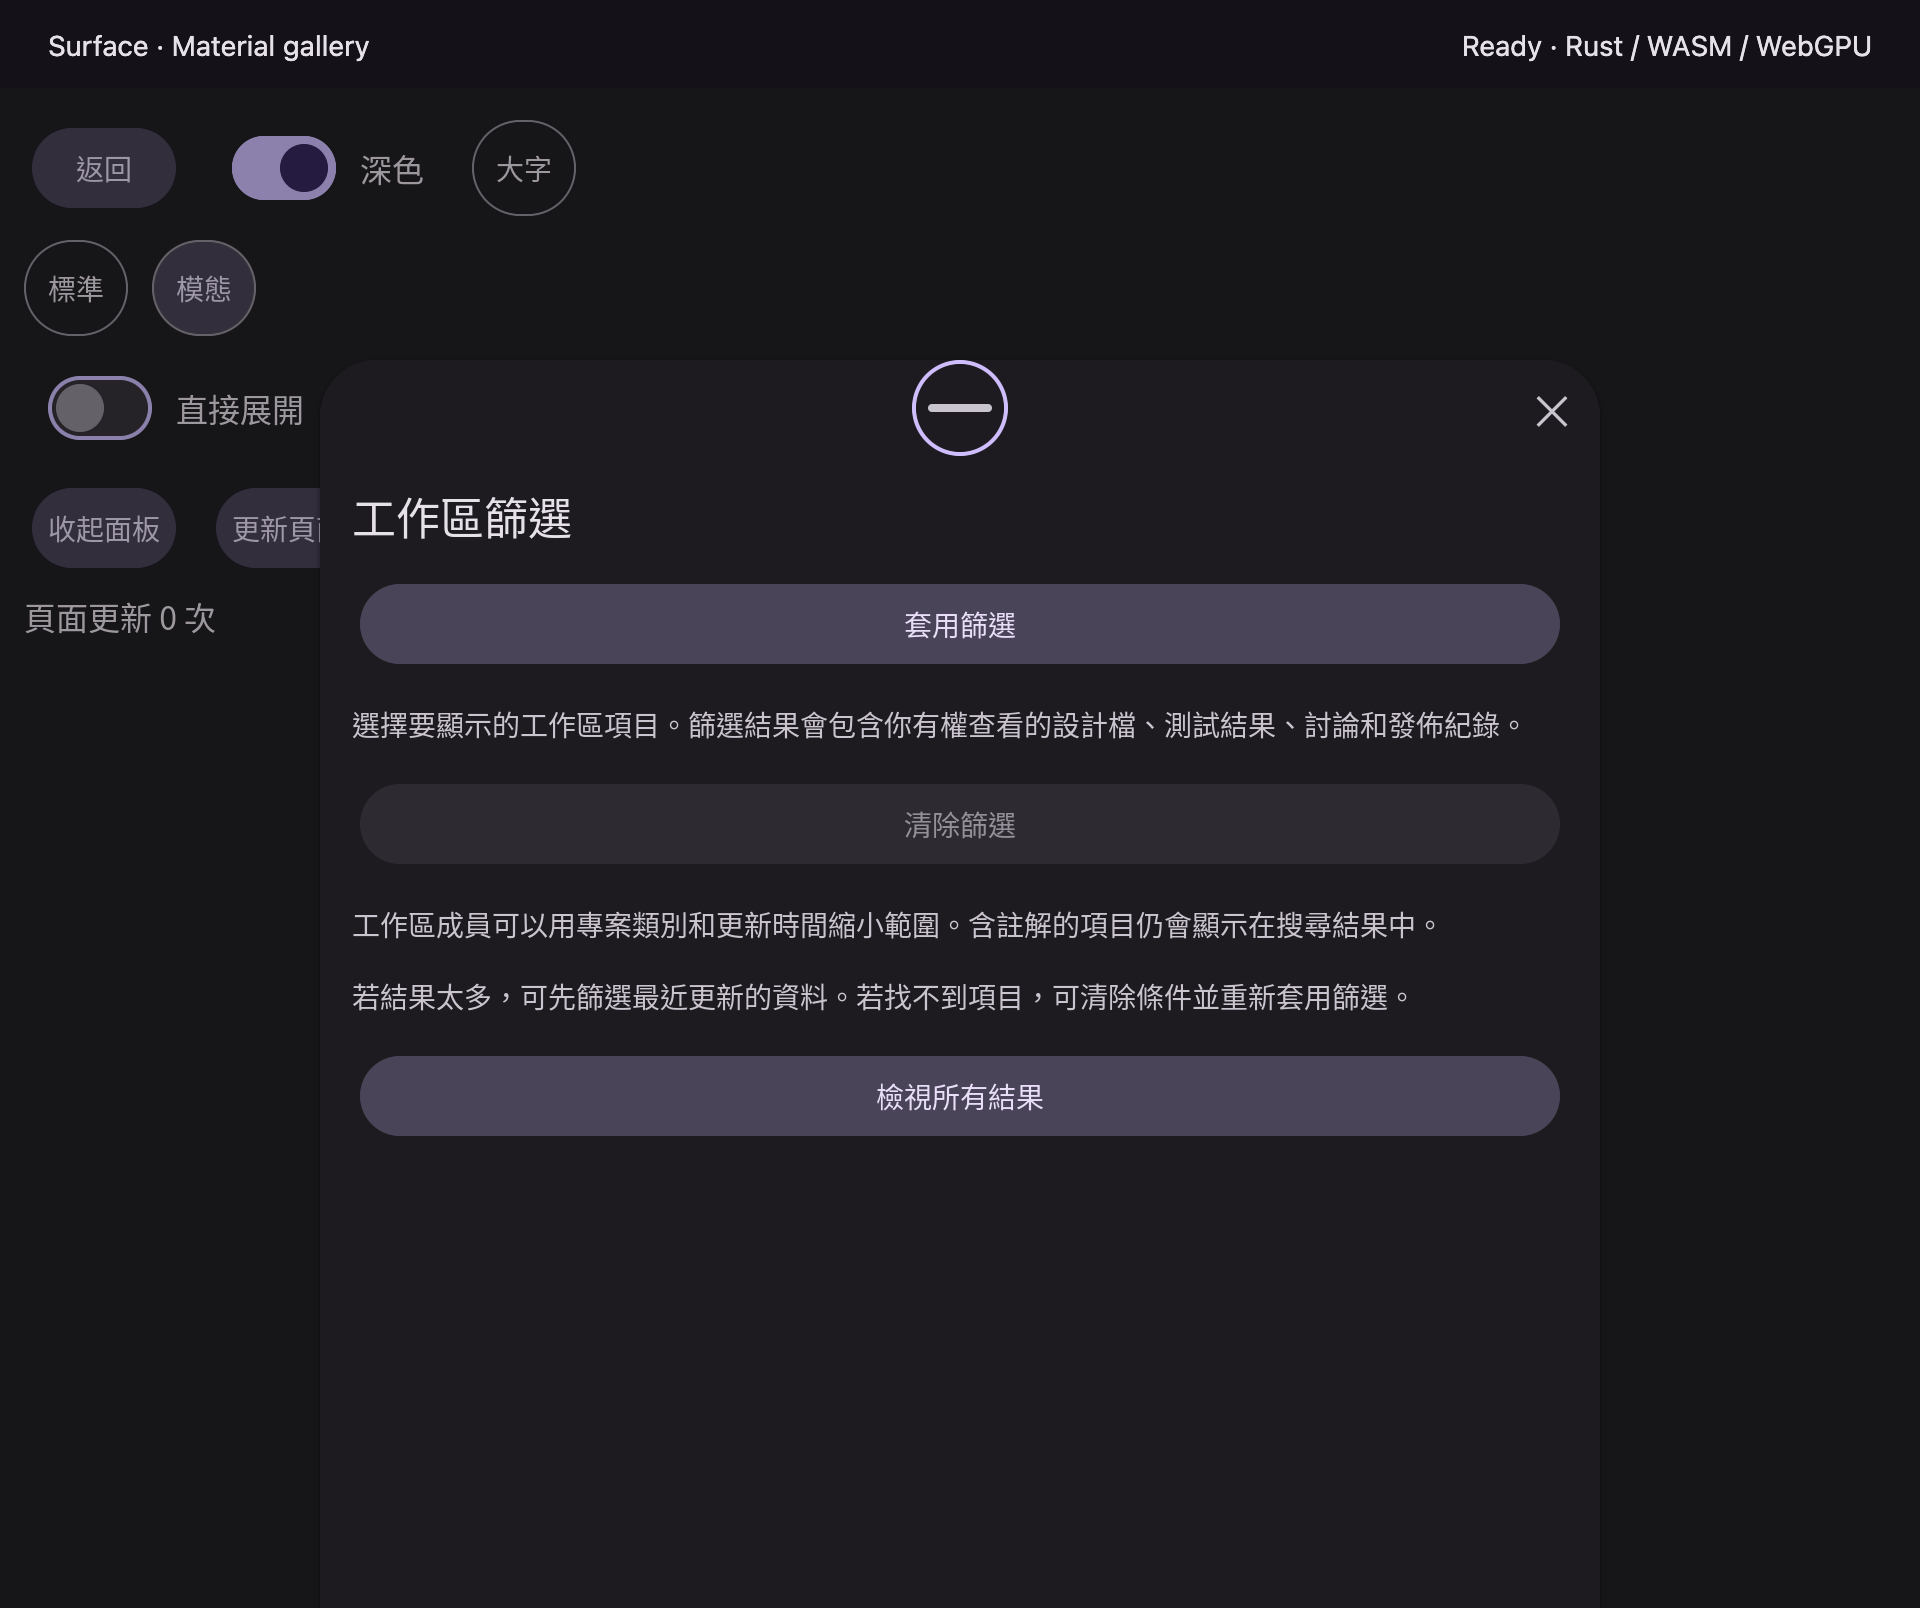 Surface · Material gallery
Ready · Rust / WASM / WebGPU
返回
深色
大字
標準
模態
直接展開
收起面板
更新頁
頁面更新 0 次
工作區篩選
套用篩選
選擇要顯示的工作區項目。篩選結果會包含你有權查看的設計檔、測試結果、討論和發佈紀錄。
清除篩選
工作區成員可以用專案類別和更新時間縮小範圍。含註解的項目仍會顯示在搜尋結果中。
若結果太多，可先篩選最近更新的資料。若找不到項目，可清除條件並重新套用篩選。
檢視所有結果